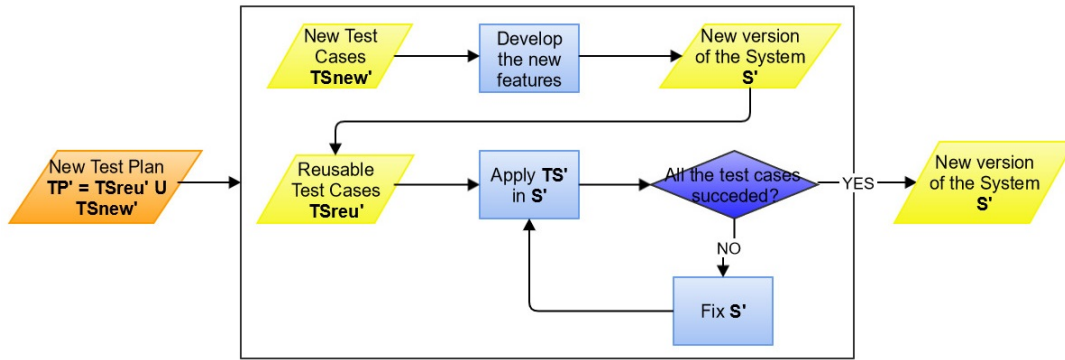 New Test
Cases
TSnew'
Develop
the new
features
New version
of the System
S'
New Test Plan
TP' = TSreu' U
TSnew'
Reusable
Test Cases
TSreu'
Apply TS'
in S'
All the test cases
succeded?
YES
New version
of the System
S'
NO
Fix S'